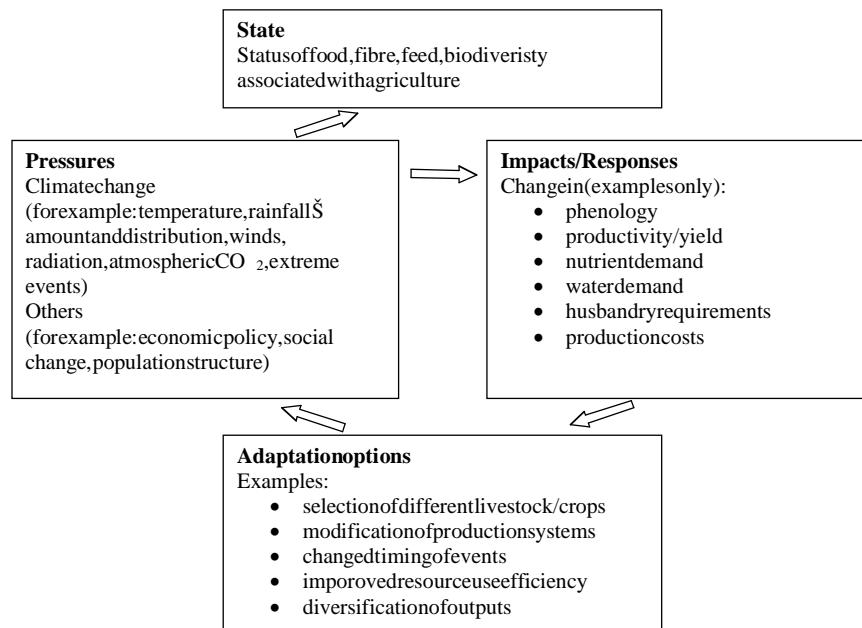 State
Statusoffood,fibre,feed,biodiveristy
associatedwithagriculture
Pressures
Climatechange
(forexample:temperature,rainfallŠ
amountanddistribution,winds,
radiation,atmosphericCO 2,extreme
events)
Others
(forexample:economicpolicy,social
change,populationstructure)
Impacts/Responses
Changein(examplesonly):
• phenology
• productivity/yield
• nutrientdemand
• waterdemand
• husbandryrequirements
• productioncosts
Adaptationoptions
Examples:
• selectionofdifferentlivestock/crops
• modificationofproductionsystems
• changedtimingofevents
• imporovedresourceuseefficiency
• diversificationofoutputs